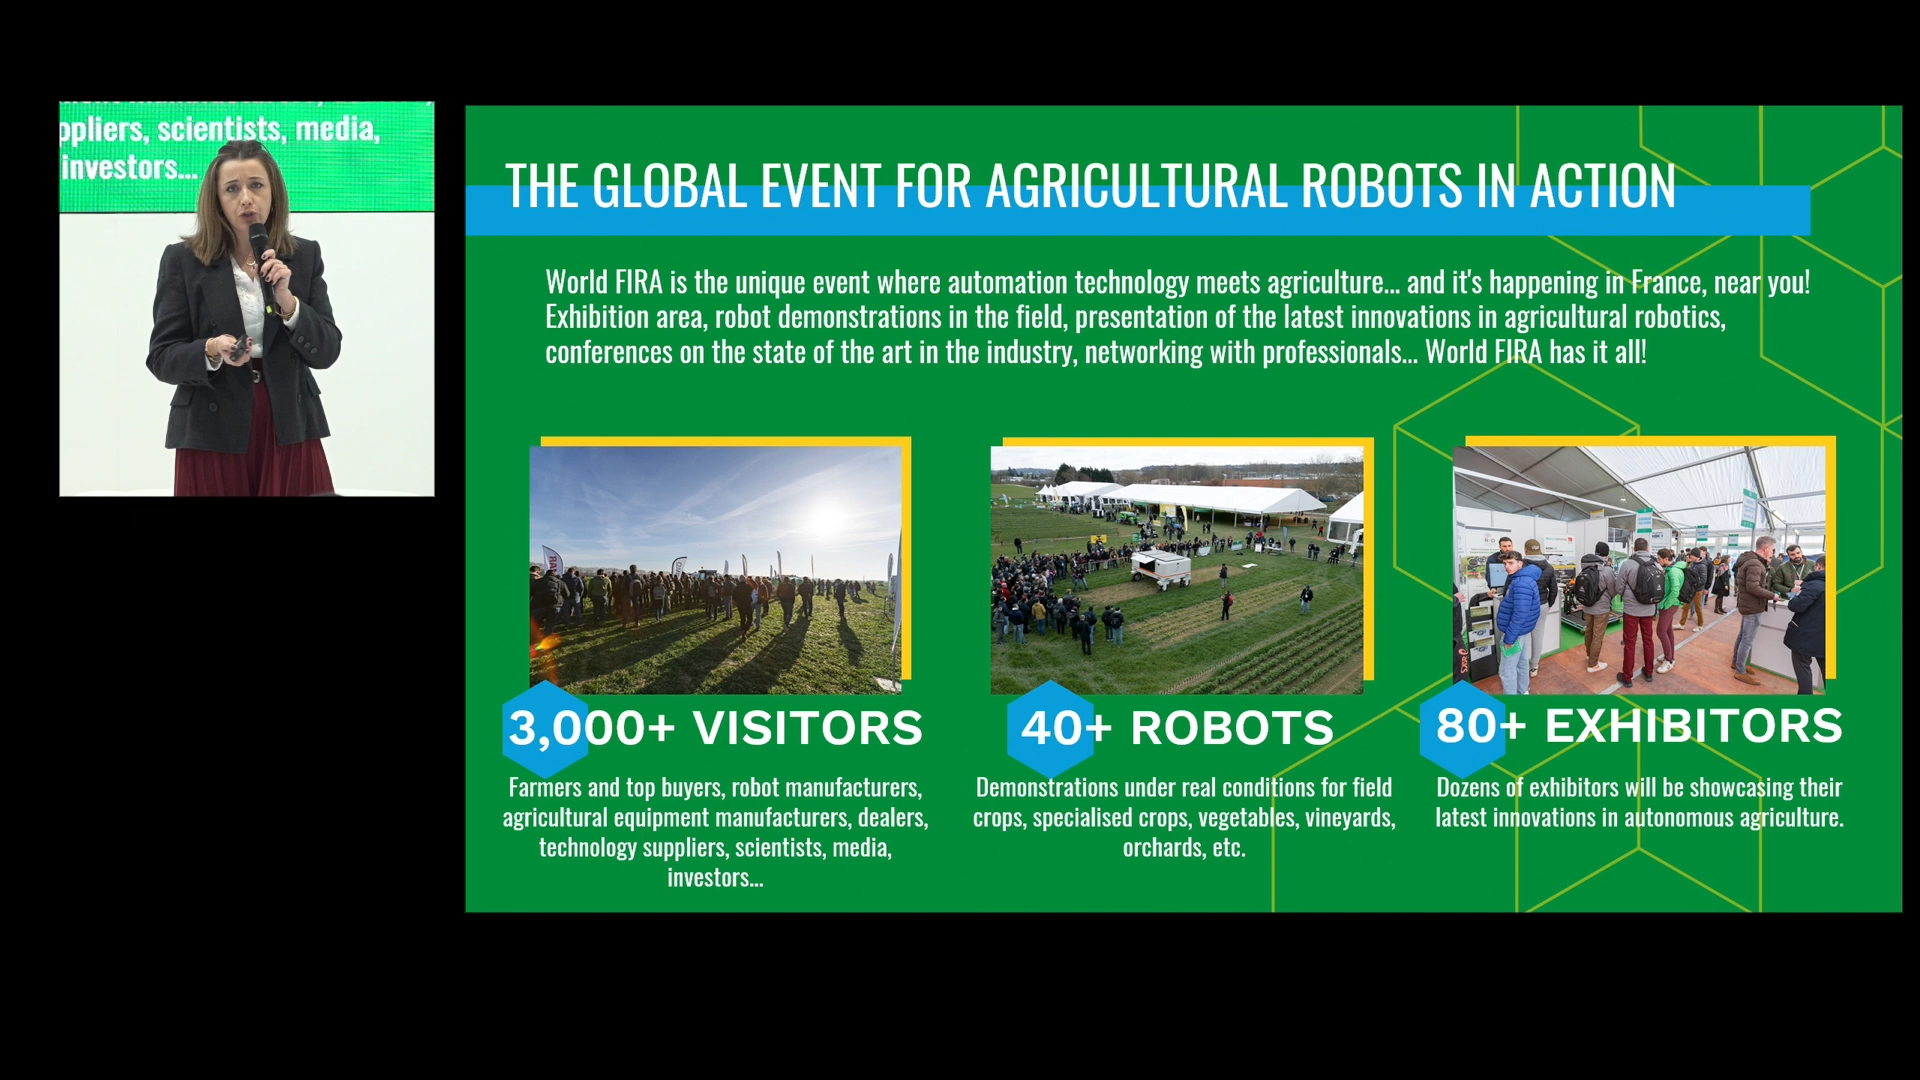 ppliers, scientists, media,
investors...
THE GLOBAL EVENT FOR AGRICULTURAL ROBOTS IN ACTION
World FIRA is the unique event where automation technology meets agriculture... and it's happening in France, near you!
Exhibition area, robot demonstrations in the field, presentation of the latest innovations in agricultural robotics,
conferences on the state of the art in the industry, networking with professionals... World FIRA has it all!
3,000+ VISITORS
Farmers and top buyers, robot manufacturers,
agricultural equipment manufacturers, dealers,
technology suppliers, scientists, media,
investors...
40+ ROBOTS
Demonstrations under real conditions for field
crops, specialised crops, vegetables, vineyards,
orchards, etc.
80+ EXHIBITORS
Dozens of exhibitors will be showcasing their
latest innovations in autonomous agriculture.